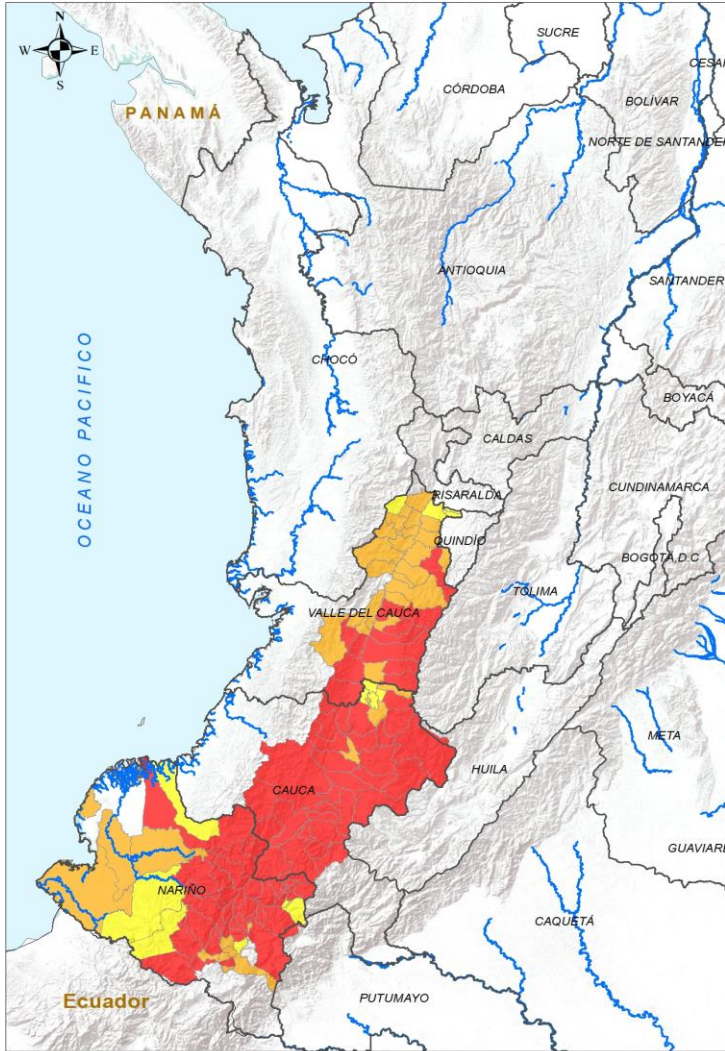 N
W E
S
SUCRE
CESAR
CÓRDOBA
BOLÍVAR
PANAMÁ
NORTE DE SANTANDER
ANTIOQUIA
SANTANDER
OCEANO PACIFICO
CHOCÓ
BOYACÁ
CALDAS
CUNDINAMARCA
RISARALDA
QUINDÍO
BOGOTÁ, D.C
TOLIMA
VALLE DEL CAUCA
META
HUILA
CAUCA
GUAVIARE
NARIÑO
CAQUETÁ
Ecuador
PUTUMAYO